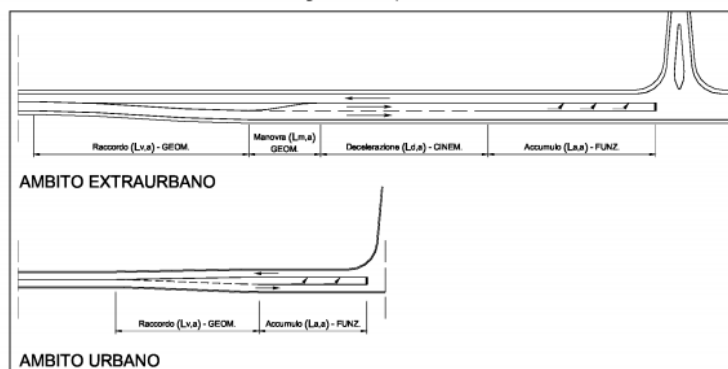 Raccordo (Lv,a) - GEOM.
Manovra (Lm,a)
GEOM.
Decelerazione (Ld,a) - CINEM.
Accumulo (La,a) - FUNZ.
AMBITO EXTRAURBANO
Raccordo (Lv,a) - GEOM.
Accumulo (La,a) - FUNZ.
AMBITO URBANO